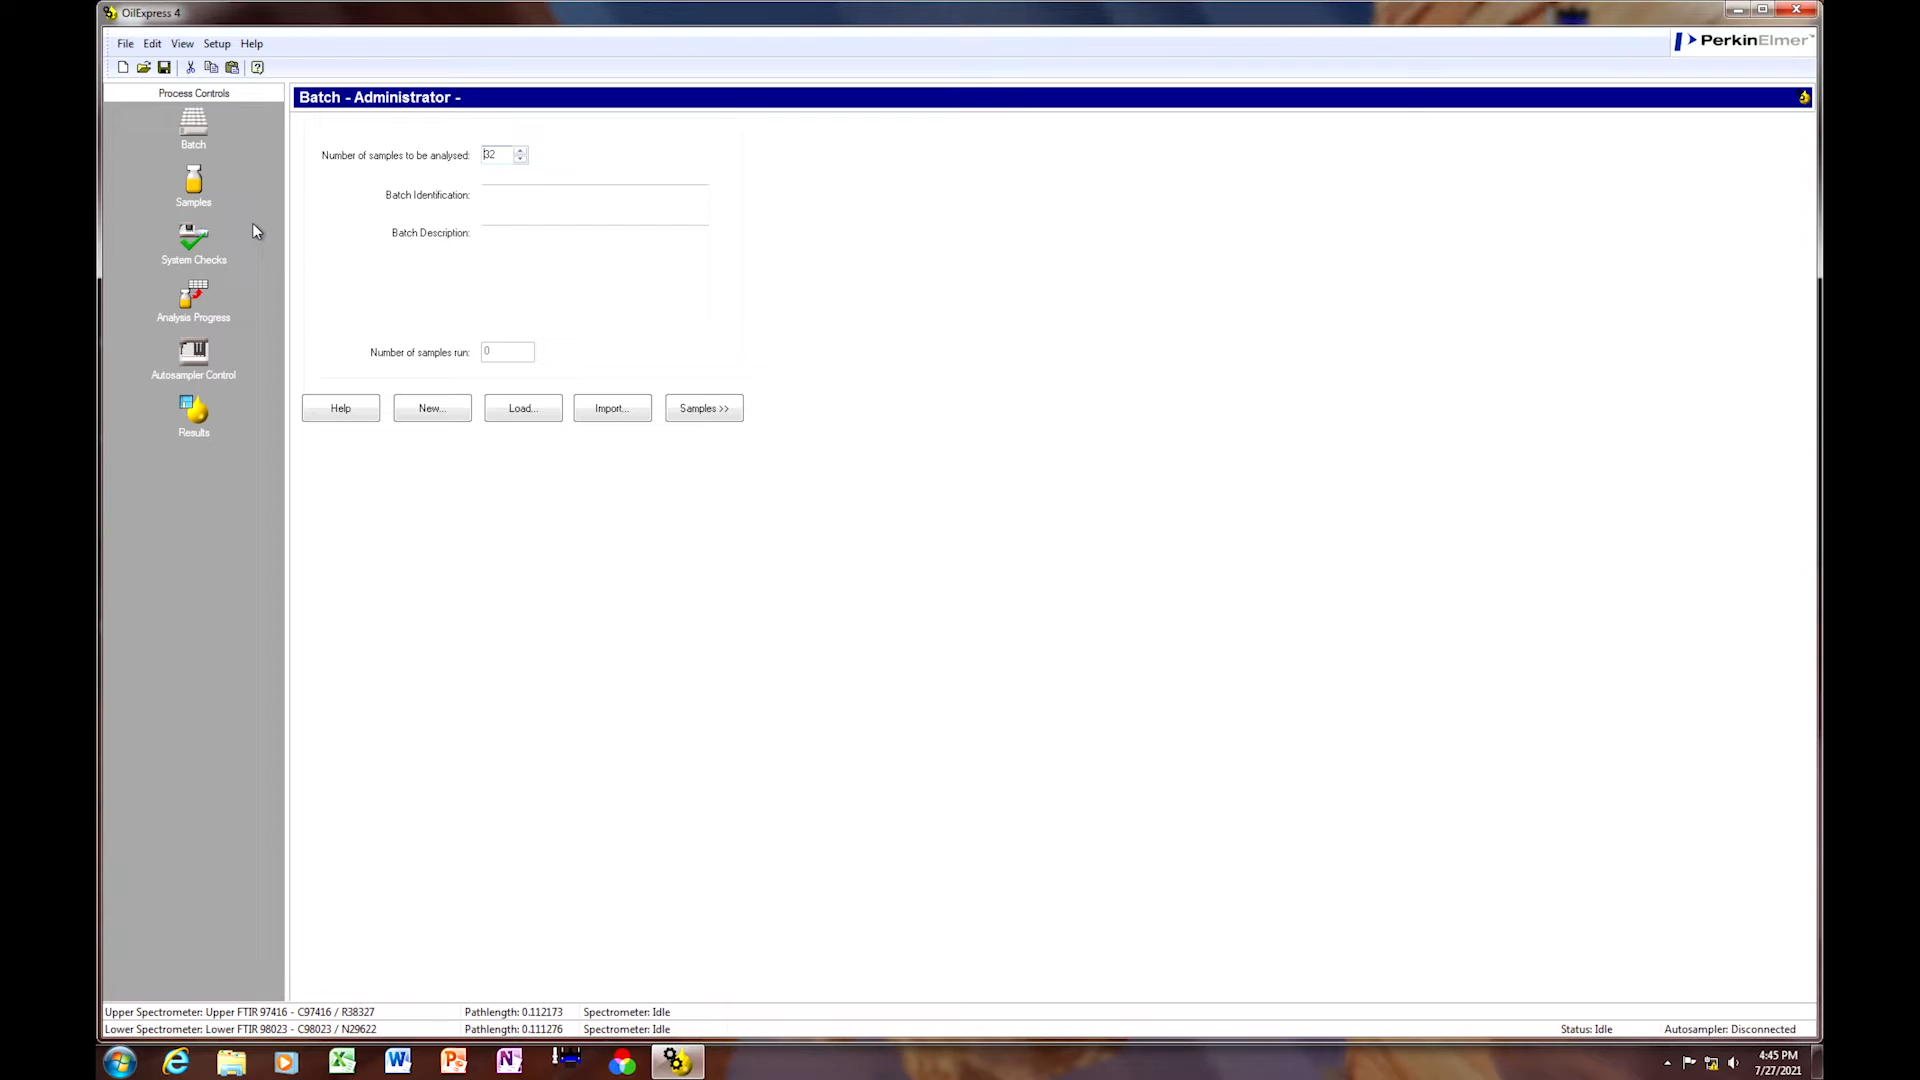 OilExpress 4
File Edit View Setup Help
PerkinElmer™
Process Controls
Batch
Samples
System Checks
Analysis Progress
Autosampler Control
Results
Batch - Administrator -
Number of samples to be analysed: 32
Batch Identification:
Batch Description:
Number of samples run: 0
Help New... Load... Import... Samples >>
Upper Spectrometer: Upper FTIR 97416 - C97416 / R38327 Pathlength: 0.112173 Spectrometer: Idle
Lower Spectrometer: Lower FTIR 98023 - C98023 / N29622 Pathlength: 0.111276 Spectrometer: Idle Status: Idle Autosampler: Disconnected
4:45 PM
7/27/2021